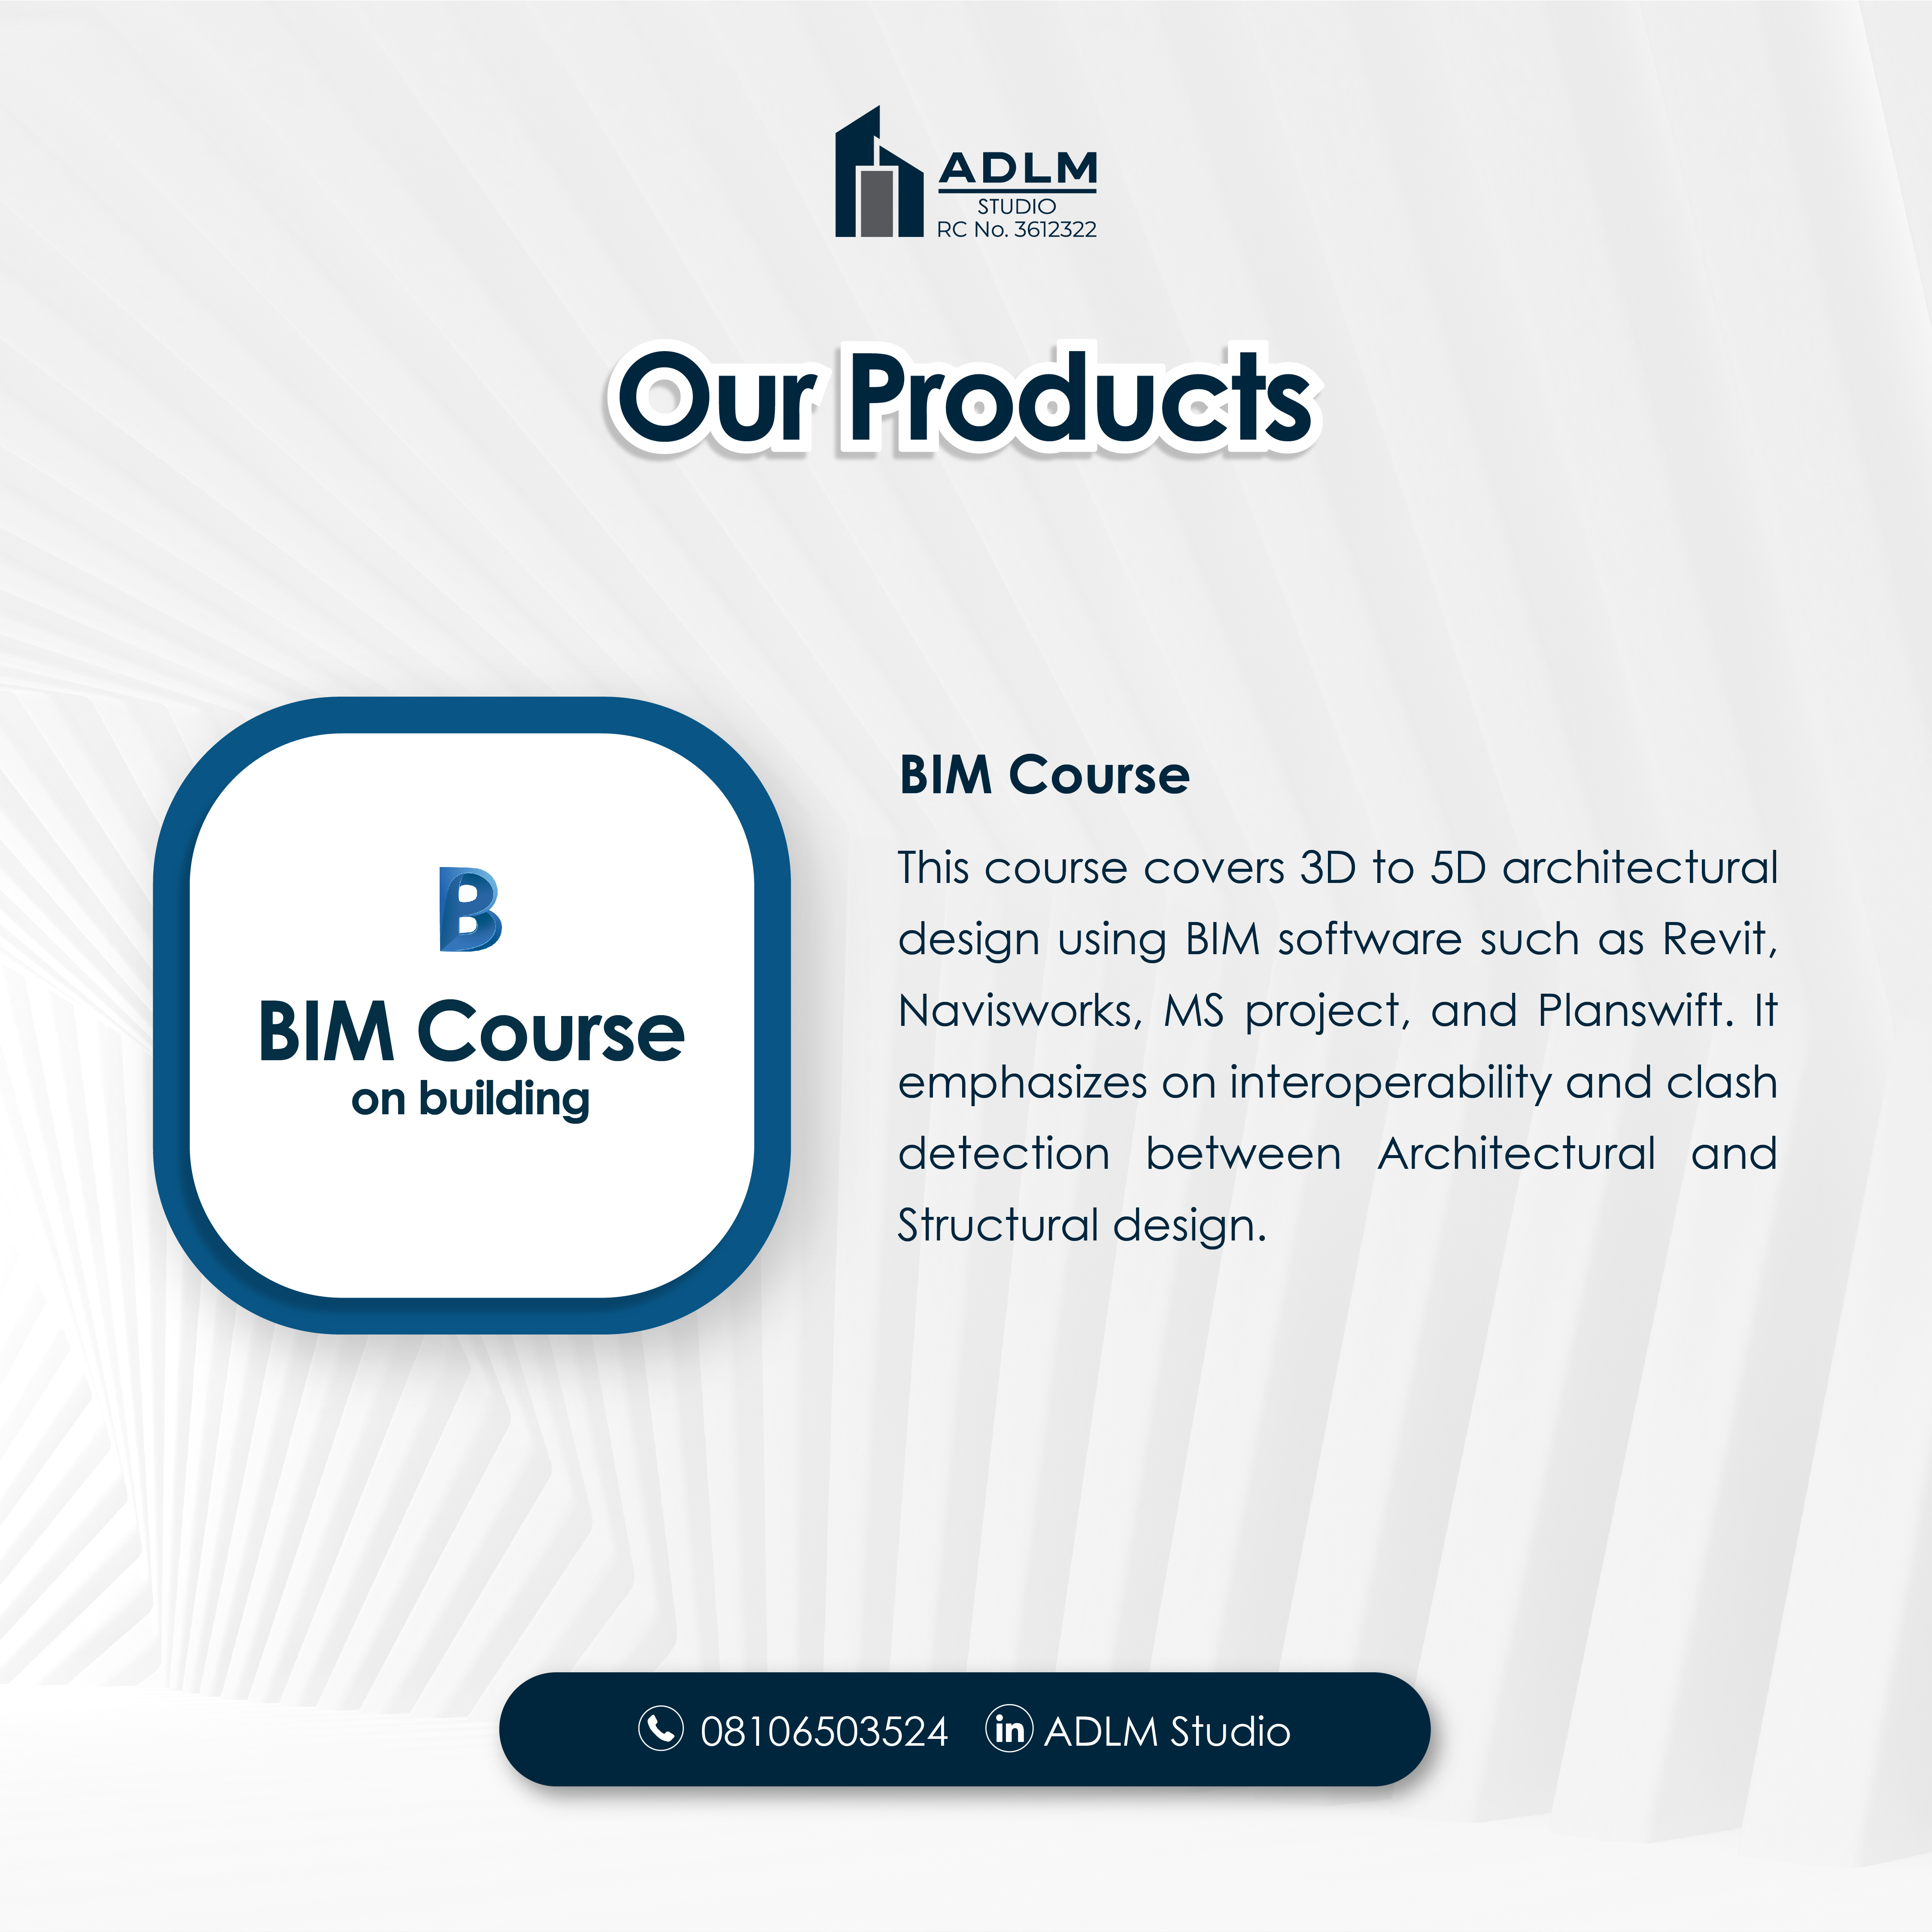 ADLM
STUDIO
RC No. 3612322
Our Products
B
BIM Course
on building
BIM Course
This course covers 3D to 5D architectural
design using BIM software such as Revit,
Navisworks, MS project, and Planswift. It
emphasizes on interoperability and clash
detection between Architectural and
Structural design.
08106503524 in ADLM Studio